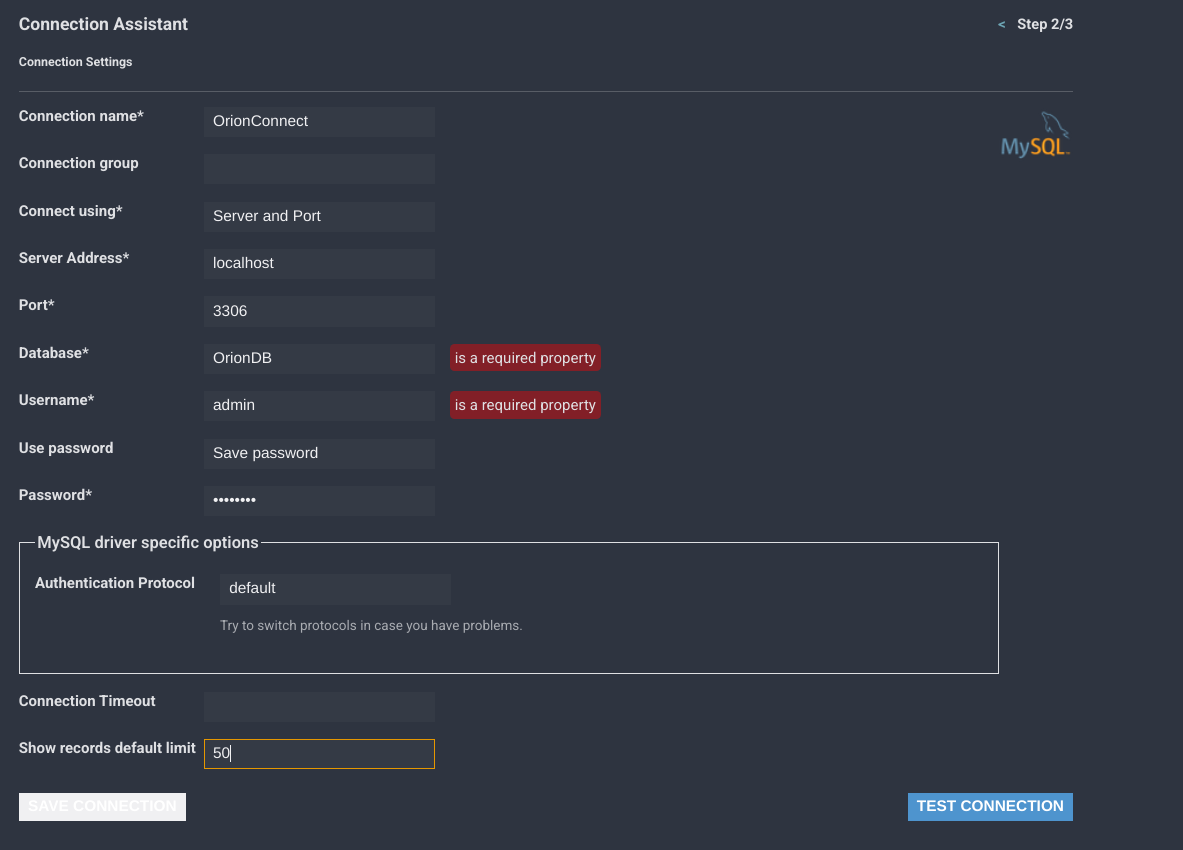 Connection Assistant
< Step 2/3
Connection Settings
Connection name* OrionConnect
MySQL™
Connection group
Connect using* Server and Port
Server Address* localhost
Port* 3306
Database* OrionDB is a required property
Username* admin is a required property
Use password Save password
Password* ••••••••
MySQL driver specific options
Authentication Protocol default
Try to switch protocols in case you have problems.
Connection Timeout
Show records default limit 50
SAVE CONNECTION TEST CONNECTION